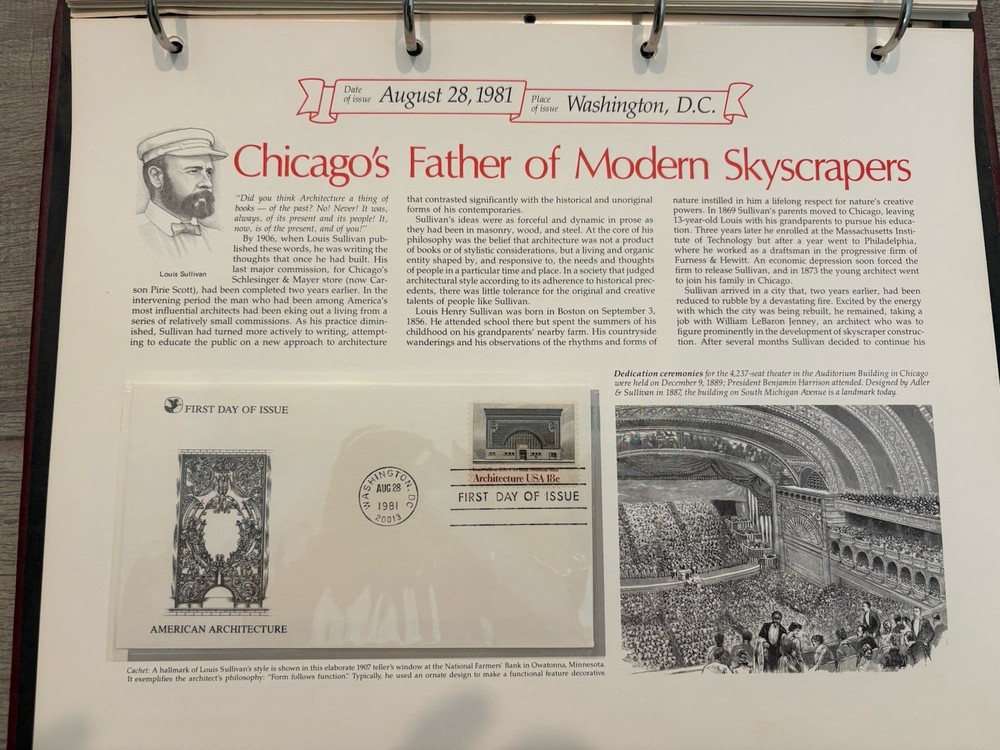 Date
of issue August 28, 1981
Place
of issue Washington, D.C.
Chicago's Father of Modern Skyscrapers
Louis Sullivan
"Did you think Architecture a thing of
books — of the past? No! Never! It was,
always, of its present and its people! It,
now, is of the present, and of you!"
By 1906, when Louis Sullivan pub-
lished these words, he was writing the
thoughts that once he had built. His
last major commission, for Chicago's
Schlesinger & Mayer store (now Car-
son Pirie Scott), had been completed two years earlier. In the
intervening period the man who had been among America's
most influential architects had been eking out a living from a
series of relatively small commissions. As his practice dimin-
ished, Sullivan had turned more actively to writing, attempt-
ing to educate the public on a new approach to architecture
that contrasted significantly with the historical and unoriginal
forms of his contemporaries.
Sullivan's ideas were as forceful and dynamic in prose as
they had been in masonry, wood, and steel. At the core of his
philosophy was the belief that architecture was not a product
of books or of stylistic considerations, but a living and organic
entity shaped by, and responsive to, the needs and thoughts
of people in a particular time and place. In a society that judged
architectural style according to its adherence to historical prec-
edents, there was little tolerance for the original and creative
talents of people like Sullivan.
Louis Henry Sullivan was born in Boston on September 3,
1856. He attended school there but spent the summers of his
childhood on his grandparents' nearby farm. His countryside
wanderings and his observations of the rhythms and forms of
nature instilled in him a lifelong respect for nature's creative
powers. In 1869 Sullivan's parents moved to Chicago, leaving
13-year-old Louis with his grandparents to pursue his educa-
tion. Three years later he enrolled at the Massachusetts Insti-
tute of Technology but after a year went to Philadelphia,
where he worked as a draftsman in the progressive firm of
Furness & Hewitt. An economic depression soon forced the
firm to release Sullivan, and in 1873 the young architect went
to join his family in Chicago.
Sullivan arrived in a city that, two years earlier, had been
reduced to rubble by a devastating fire. Excited by the energy
with which the city was being rebuilt, he remained, taking a
job with William LeBaron Jenney, an architect who was to
figure prominently in the development of skyscraper construc-
tion. After several months Sullivan decided to continue his
Dedication ceremonies for the 4,237-seat theater in the Auditorium Building in Chicago
were held on December 9, 1889; President Benjamin Harrison attended. Designed by Adler
& Sullivan in 1887, the building on South Michigan Avenue is a landmark today.
FIRST DAY OF ISSUE
Architecture USA 18c
WASHINGTON, DC
AUG 28
1981
20013
FIRST DAY OF ISSUE
AMERICAN ARCHITECTURE
Cachet: A hallmark of Louis Sullivan's style is shown in this elaborate 1907 teller's window at the National Farmers' Bank in Owatonna, Minnesota.
It exemplifies the architect's philosophy: "Form follows function." Typically, he used an ornate design to make a functional feature decorative.